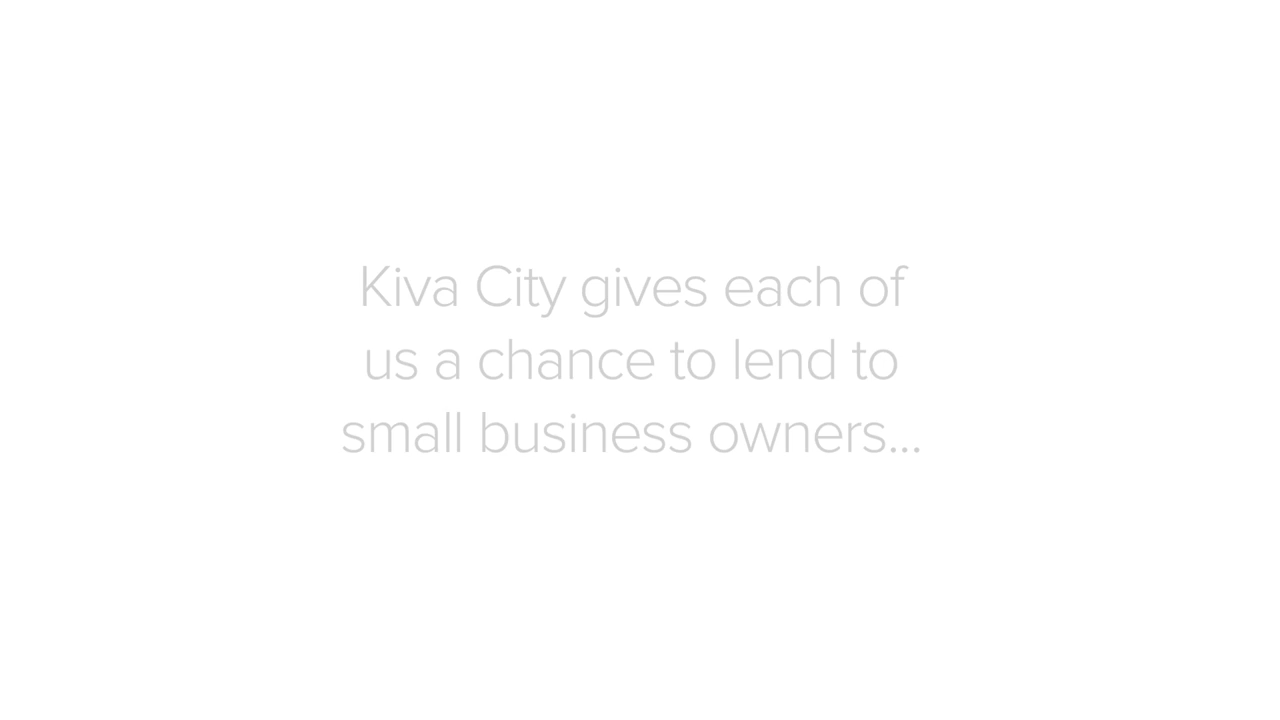 Kiva City gives each of
us a chance to lend to
small business owners...